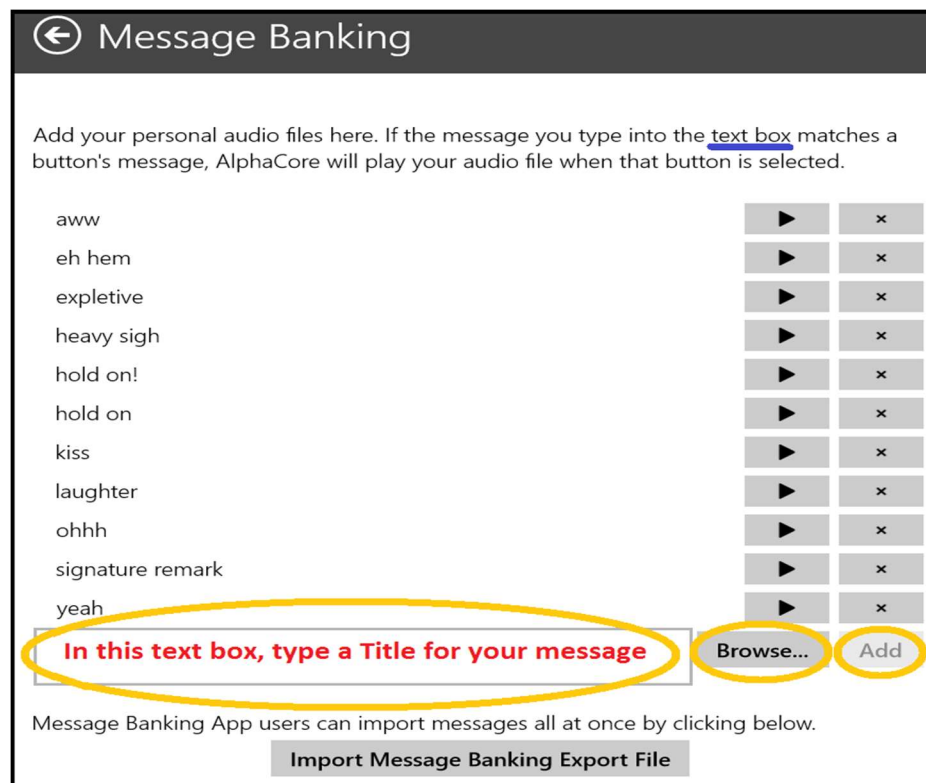 Message Banking
Add your personal audio files here. If the message you type into the text box matches a
button's message, AlphaCore will play your audio file when that button is selected.
aww
eh hem
expletive
heavy sigh
hold on!
hold on
kiss
laughter
ohhh
signature remark
yeah
In this text box, type a Title for your message Browse... Add
Message Banking App users can import messages all at once by clicking below.
Import Message Banking Export File